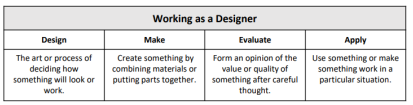 Working as a Designer
Design Make Evaluate Apply
The art or process of
deciding how
something will look or
work.
Create something by
combining materials or
putting parts together.
Form an opinion of the
value or quality of
something after careful
thought.
Use something or make
something work in a
particular situation.